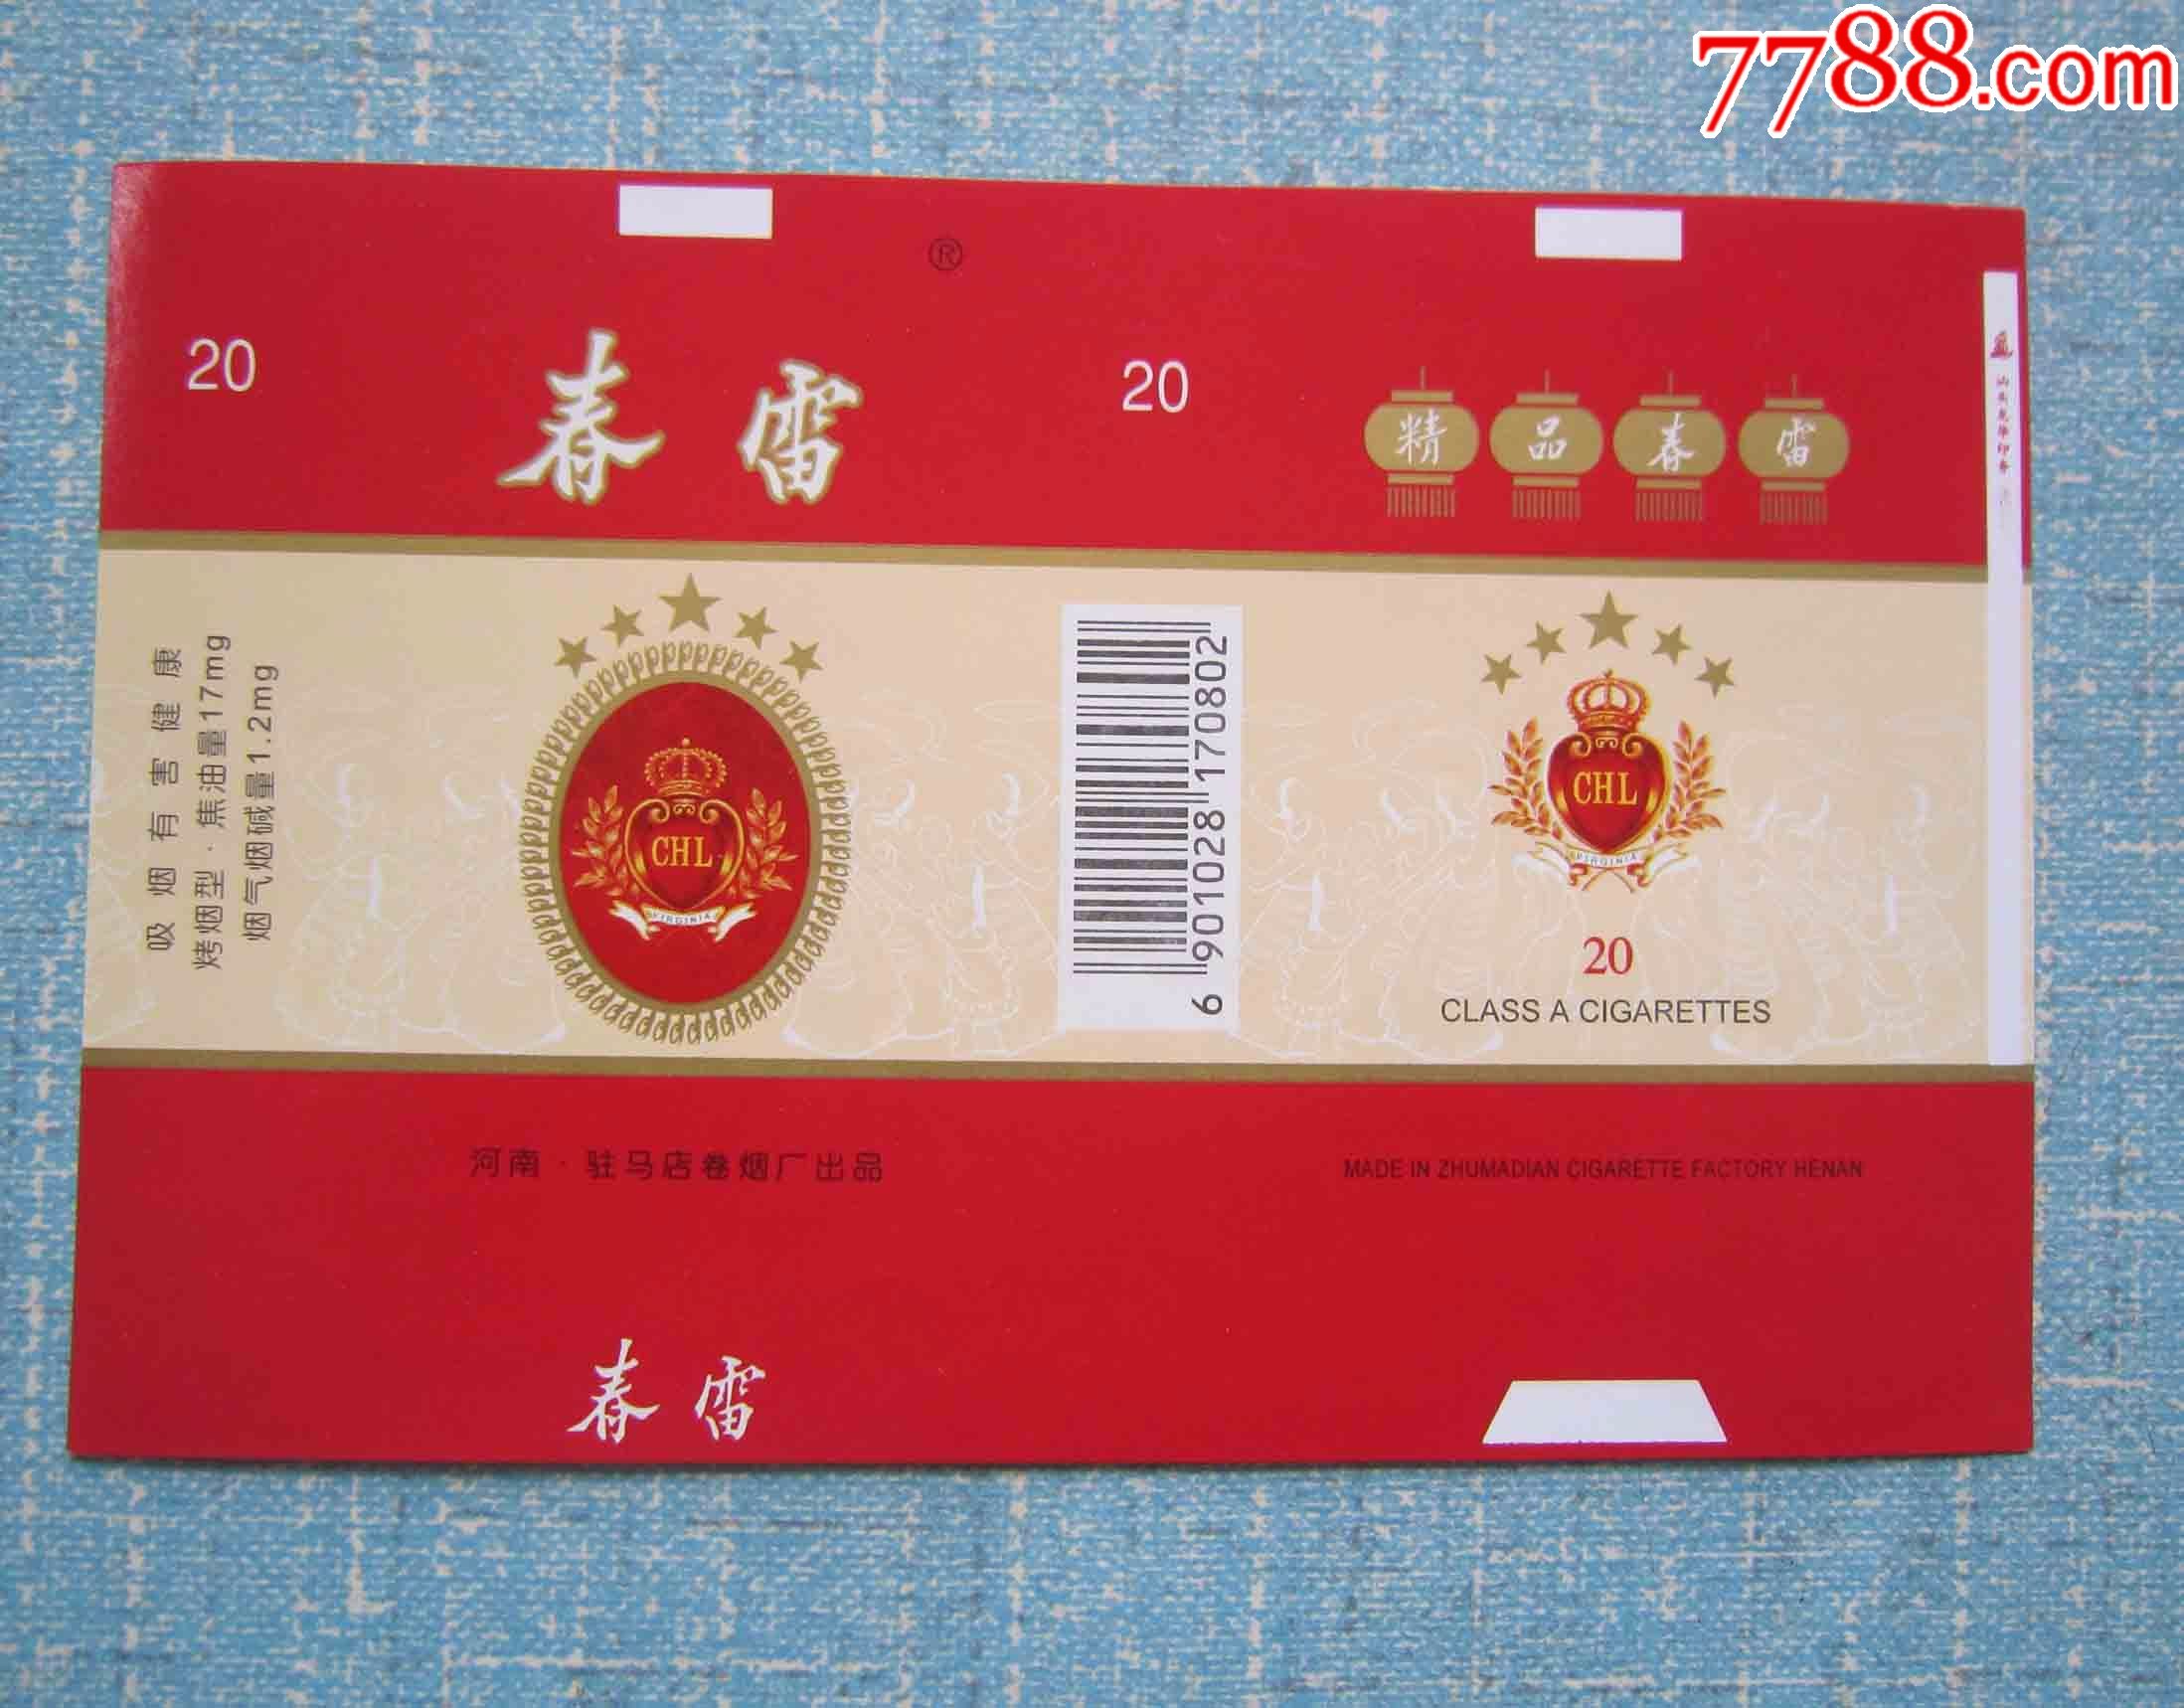 7788.com
®
20
春雷
20
精品春雷
吸烟有害健康
烤烟型·焦油量17mg
烟气烟碱量1.2mg
CHL
VIRGINIA
6 901028 170802
CHL
VIRGINIA
20
CLASS A CIGARETTES
河南·驻马店卷烟厂出品
MADE IN ZHUMADIAN CIGARETTE FACTORY HENAN
春雷